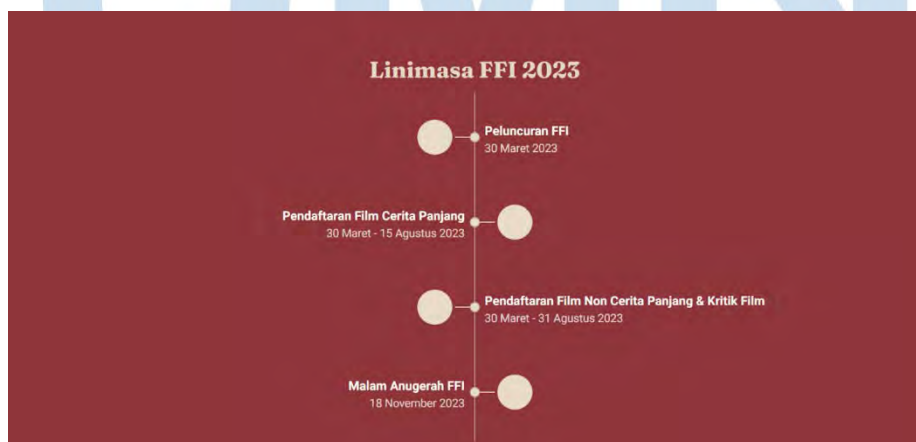 Linimasa FFI 2023
Peluncuran FFI
30 Maret 2023
Pendaftaran Film Cerita Panjang
30 Maret - 15 Agustus 2023
Pendaftaran Film Non Cerita Panjang & Kritik Film
30 Maret - 31 Agustus 2023
Malam Anugerah FFI
18 November 2023